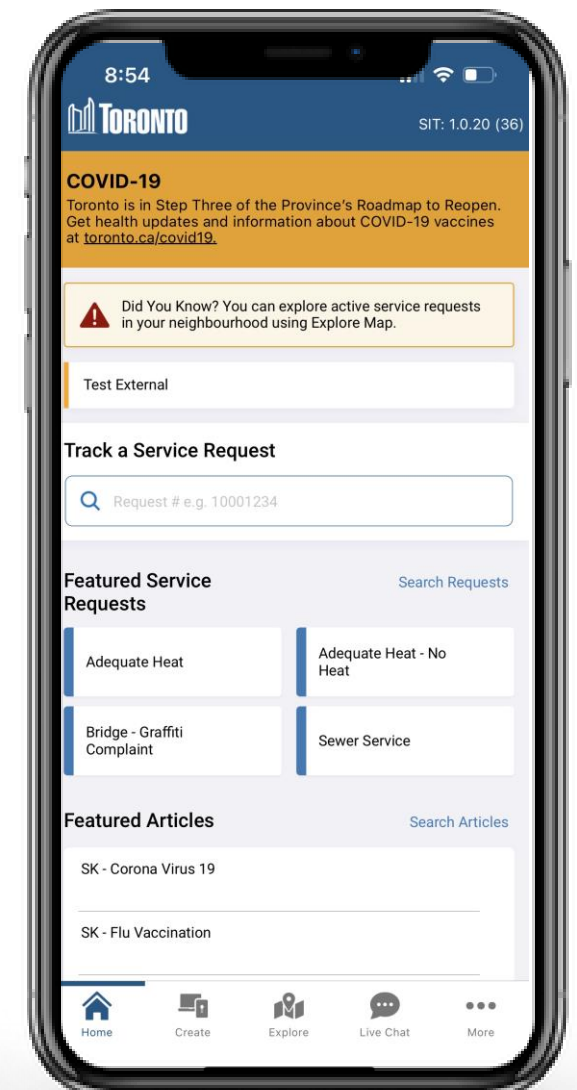 8:54
TORONTO
SIT: 1.0.20 (36)
COVID-19
Toronto is in Step Three of the Province's Roadmap to Reopen.
Get health updates and information about COVID-19 vaccines
at toronto.ca/covid19.
Did You Know? You can explore active service requests
in your neighbourhood using Explore Map.
Test External
Track a Service Request
Request # e.g. 10001234
Featured Service
Requests
Search Requests
Adequate Heat
Adequate Heat - No
Heat
Bridge - Graffiti
Complaint
Sewer Service
Featured Articles
Search Articles
SK - Corona Virus 19
SK - Flu Vaccination
Home
Create
Explore
Live Chat
More